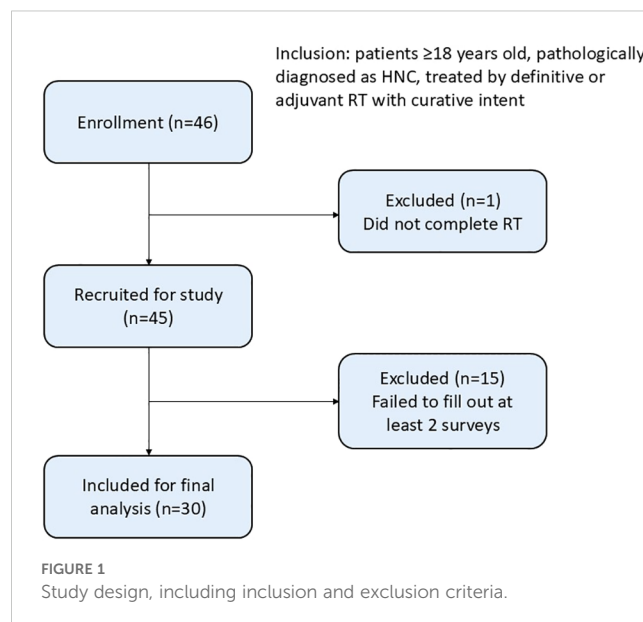 Inclusion: patients ≥18 years old, pathologically
diagnosed as HNC, treated by definitive or
adjuvant RT with curative intent
Enrollment (n=46)
Excluded (n=1)
Did not complete RT
Recruited for study
(n=45)
Excluded (n=15)
Failed to fill out at
least 2 surveys
Included for final
analysis (n=30)
FIGURE 1
Study design, including inclusion and exclusion criteria.